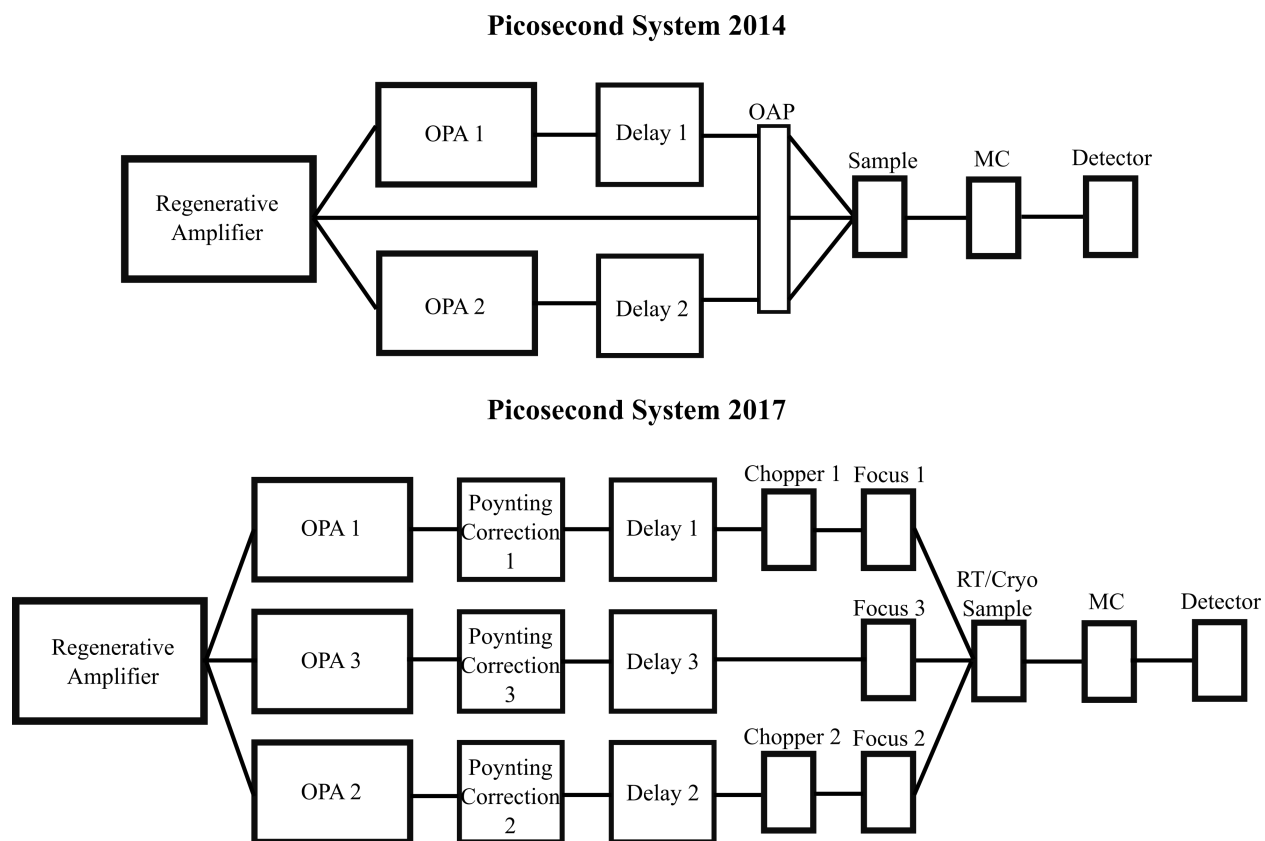 Picosecond System 2014
OPA 1
Delay 1
OAP
Sample
MC
Detector
Regenerative
Amplifier
OPA 2
Delay 2
Picosecond System 2017
Chopper 1
Focus 1
OPA 1
Poynting
Correction
1
Delay 1
RT/Cryo
Sample
MC
Detector
Regenerative
Amplifier
OPA 3
Poynting
Correction
3
Delay 3
Focus 3
Chopper 2
Focus 2
OPA 2
Poynting
Correction
2
Delay 2